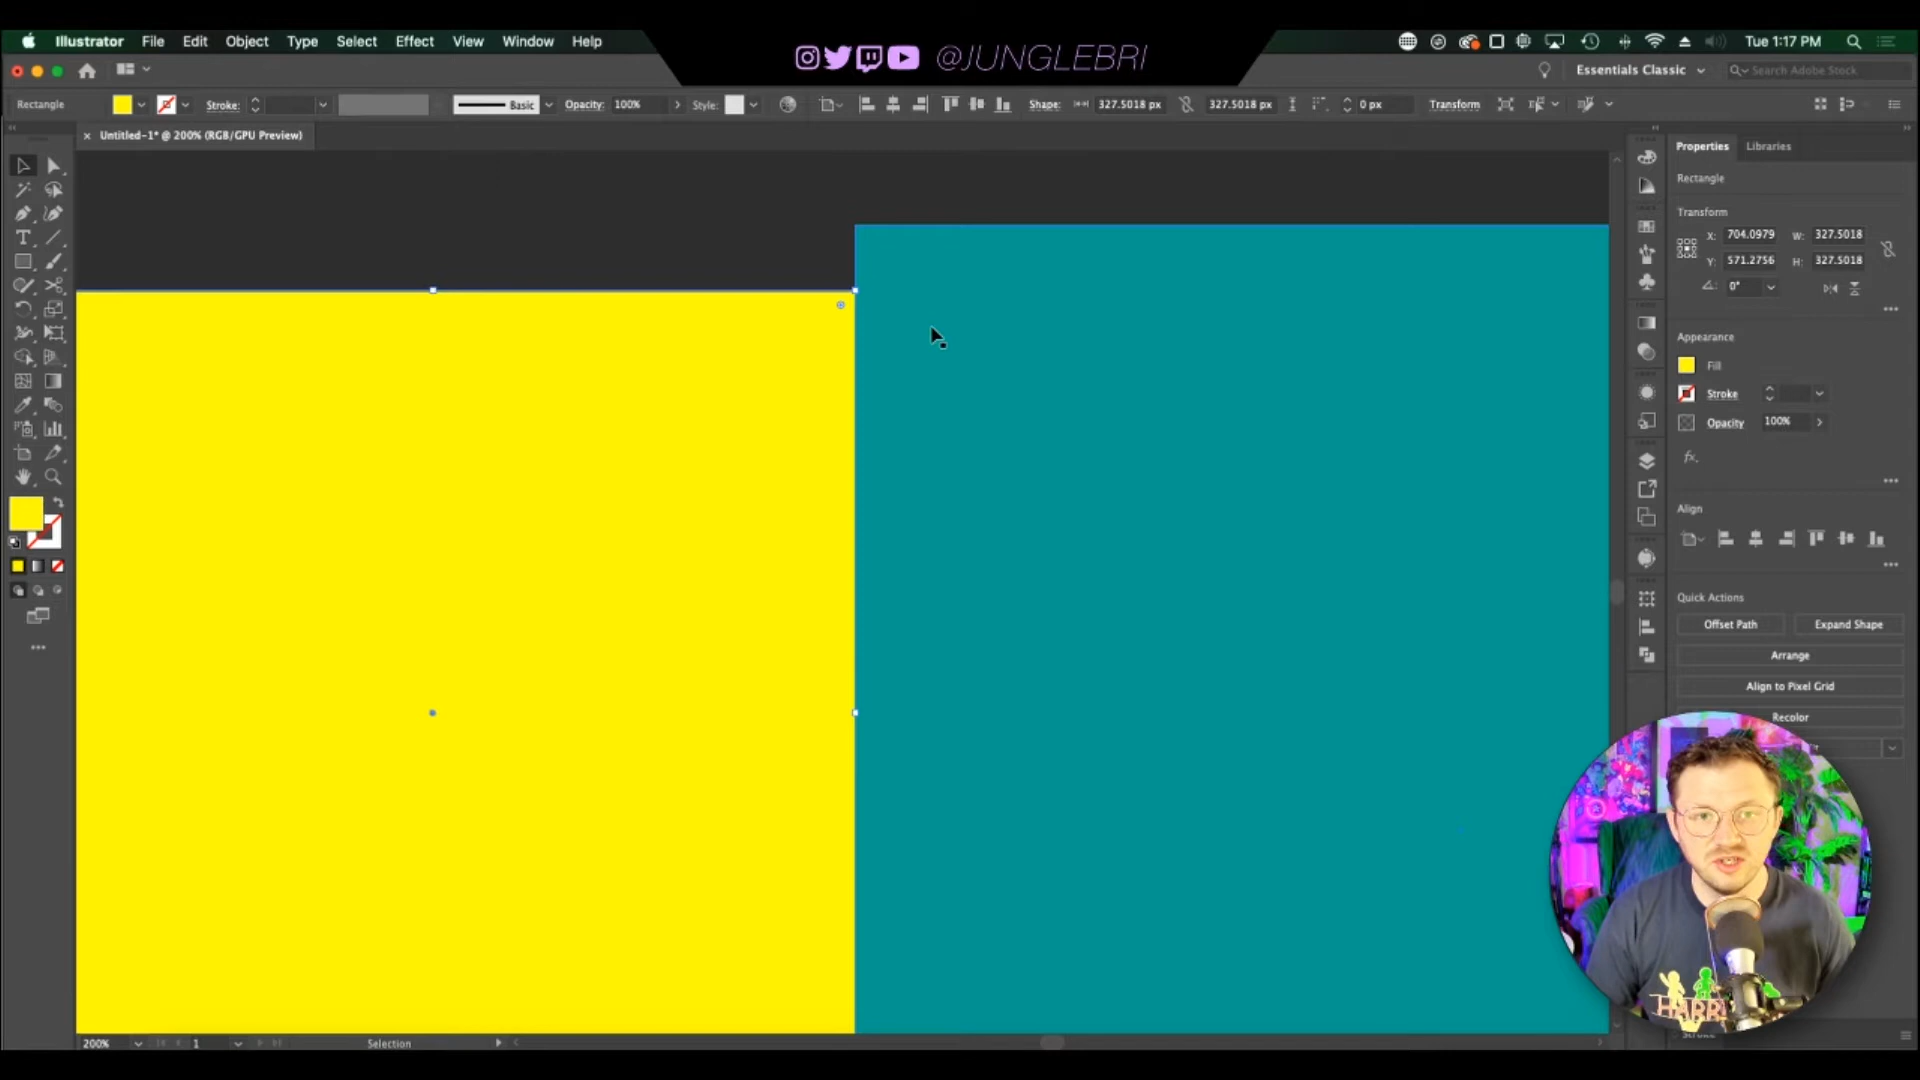 Illustrator File Edit Object Type Select Effect View Window Help
@JUNGLEBRI
Tue 1:17 PM
Essentials Classic
Search Adobe Stock
Rectangle
Stroke:
Basic
Opacity: 100%
Style:
Shape: 327.5018 px 327.5018 px
0 px
Transform
× Untitled-1* @ 200% (RGB/GPU Preview)
Properties Libraries
Rectangle
Transform
X: 704.0979 W: 327.5018
Y: 571.2756 H: 327.5018
0°
Appearance
Fill
Stroke
Opacity 100%
fx.
Align
Quick Actions
Offset Path Expand Shape
Arrange
Align to Pixel Grid
Recolor
HARR
200% 1 Selection